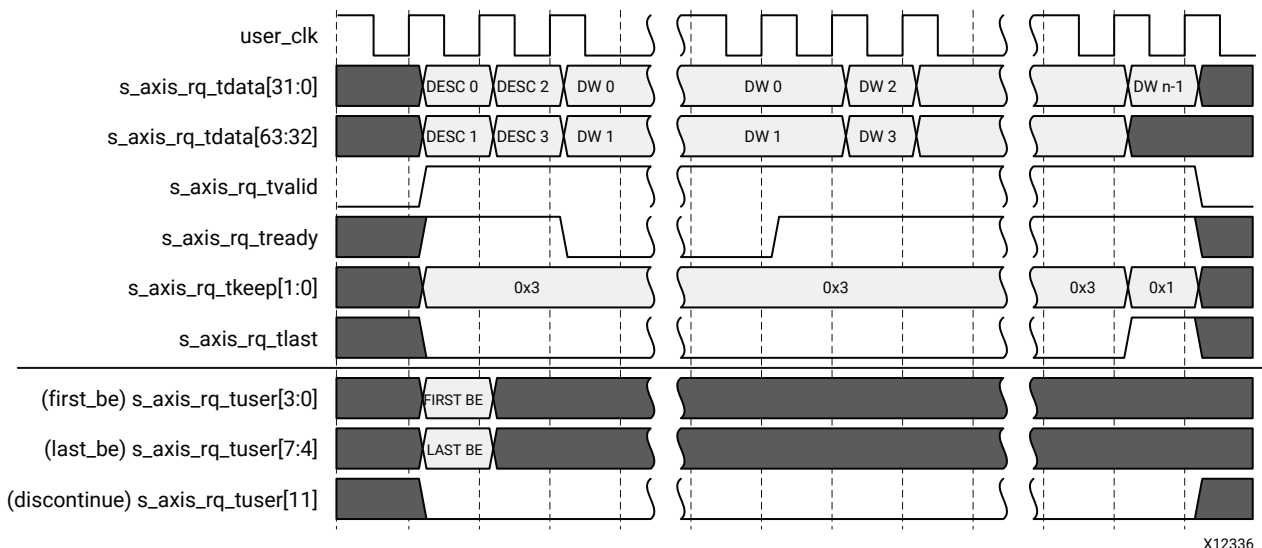 user_clk
s_axis_rq_tdata[31:0] DESC 0 DESC 2 DW 0 DW 0 DW 2 DW n-1
s_axis_rq_tdata[63:32] DESC 1 DESC 3 DW 1 DW 1 DW 3
s_axis_rq_tvalid
s_axis_rq_tready
s_axis_rq_tkeep[1:0] 0x3 0x3 0x3 0x1
s_axis_rq_tlast
(first_be) s_axis_rq_tuser[3:0] FIRST BE
(last_be) s_axis_rq_tuser[7:4] LAST BE
(discontinue) s_axis_rq_tuser[11]
X12336